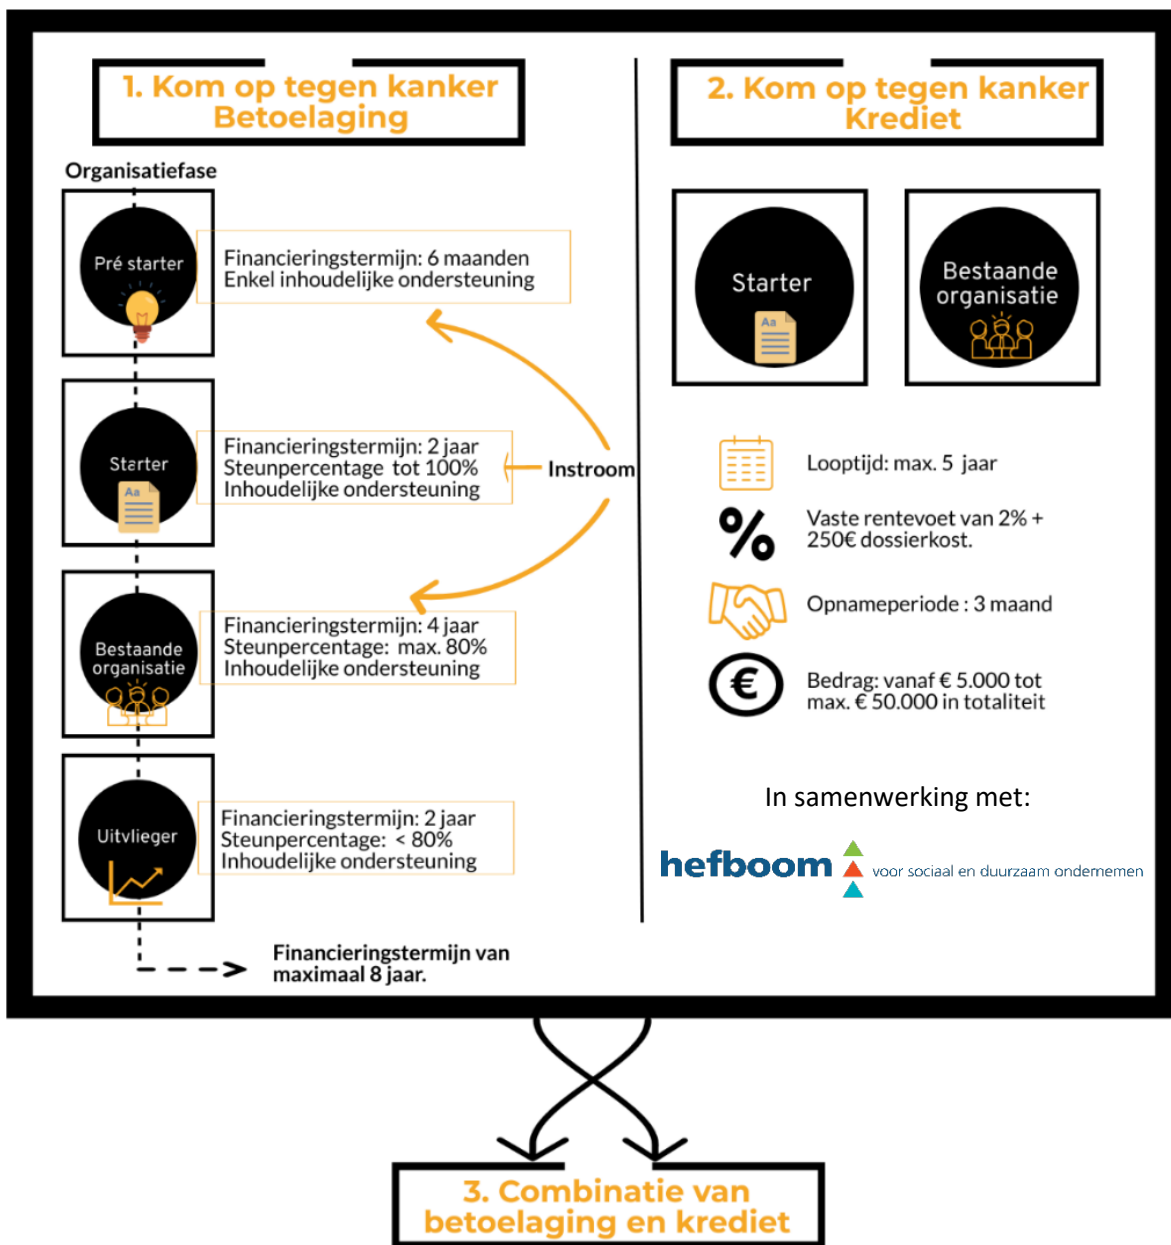 1. Kom op tegen kanker
Betoelaging
Organisatiefase
Pré starter
Financieringstermijn: 6 maanden
Enkel inhoudelijke ondersteuning
Starter
Aa
Financieringstermijn: 2 jaar
Steunpercentage tot 100%
Inhoudelijke ondersteuning
Instroom
Bestaande
organisatie
Financieringstermijn: 4 jaar
Steunpercentage: max. 80%
Inhoudelijke ondersteuning
Uitvlieger
Financieringstermijn: 2 jaar
Steunpercentage: < 80%
Inhoudelijke ondersteuning
Financieringstermijn van
maximaal 8 jaar.
2. Kom op tegen kanker
Krediet
Starter
Aa
Bestaande
organisatie
Looptijd: max. 5 jaar
%
Vaste rentevoet van 2% +
250€ dossierkost.
Opnameperiode : 3 maand
€
Bedrag: vanaf € 5.000 tot
max. € 50.000 in totaliteit
In samenwerking met:
hefboom voor sociaal en duurzaam ondernemen
3. Combinatie van
betoelaging en krediet